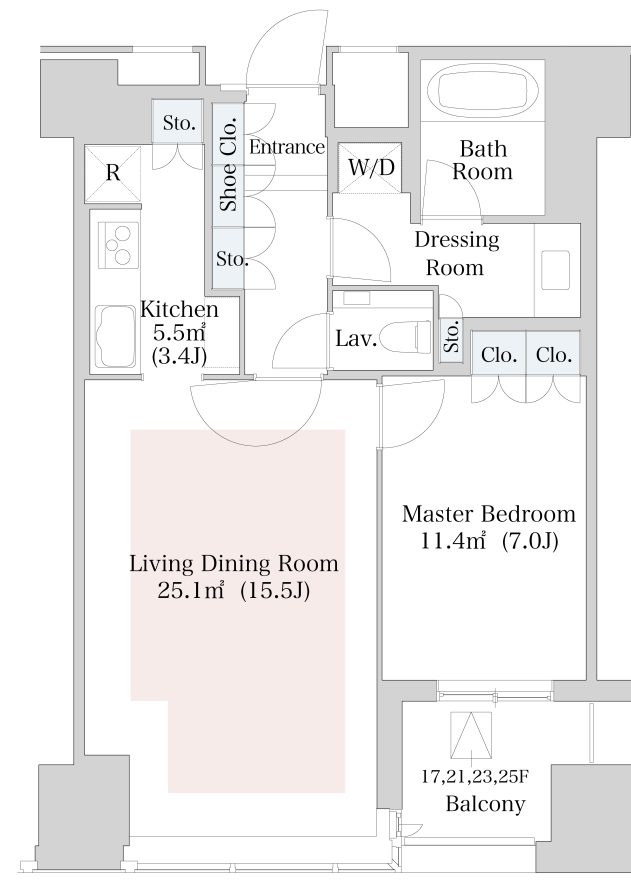 Sto.
R
Shoe Clo.
Entrance
W/D
Bath
Room
Dressing
Room
Sto.
Kitchen
5.5㎡
(3.4J)
Lav.
Sto.
Clo.
Clo.
Master Bedroom
11.4㎡ (7.0J)
Living Dining Room
25.1㎡ (15.5J)
17,21,23,25F
Balcony